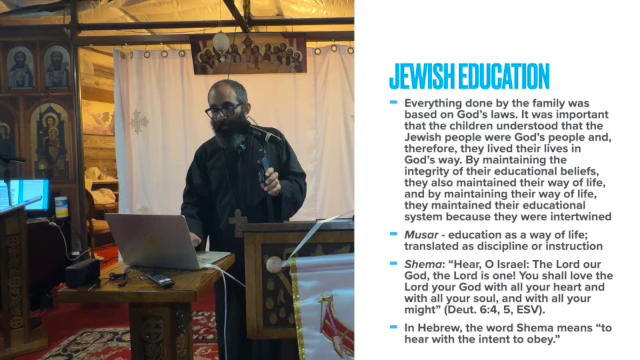 JEWISH EDUCATION
Everything done by the family was
based on God's laws. It was important
that the children understood that the
Jewish people were God's people and,
therefore, they lived their lives in
God's way. By maintaining the
integrity of their educational beliefs,
they also maintained their way of life,
and by maintaining their way of life,
they maintained their educational
system because they were intertwined
Musar - education as a way of life;
translated as discipline or instruction
Shema: “Hear, O Israel: The Lord our
God, the Lord is one! You shall love the
Lord your God with all your heart and
with all your soul, and with all your
might” (Deut. 6:4, 5, ESV).
In Hebrew, the word Shema means “to
hear with the intent to obey.”